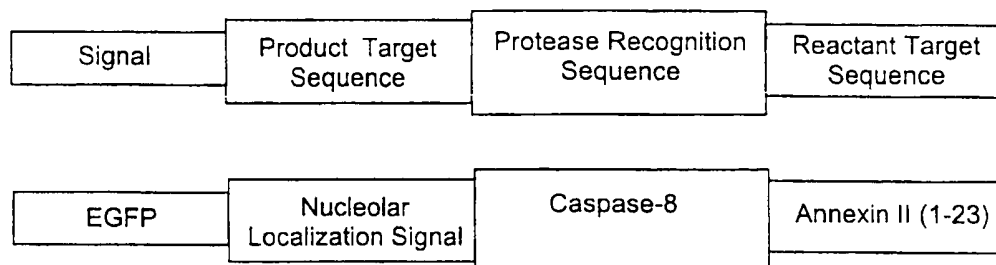 Signal
Product Target
Sequence
Protease Recognition
Sequence
Reactant Target
Sequence
EGFP
Nucleolar
Localization Signal
Caspase-8
Annexin II (1-23)